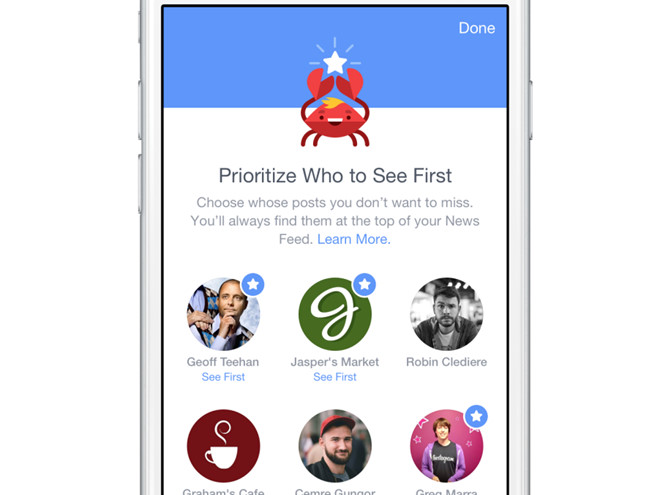 Done
Prioritize Who to See First
Choose whose posts you don't want to miss.
You'll always find them at the top of your News
Feed. Learn More.
Geoff Teehan
Jasper's Market
Robin Clediere
See First
See First
Instagram
Graham's Cafe
Cemre Gungor
Greg Marra